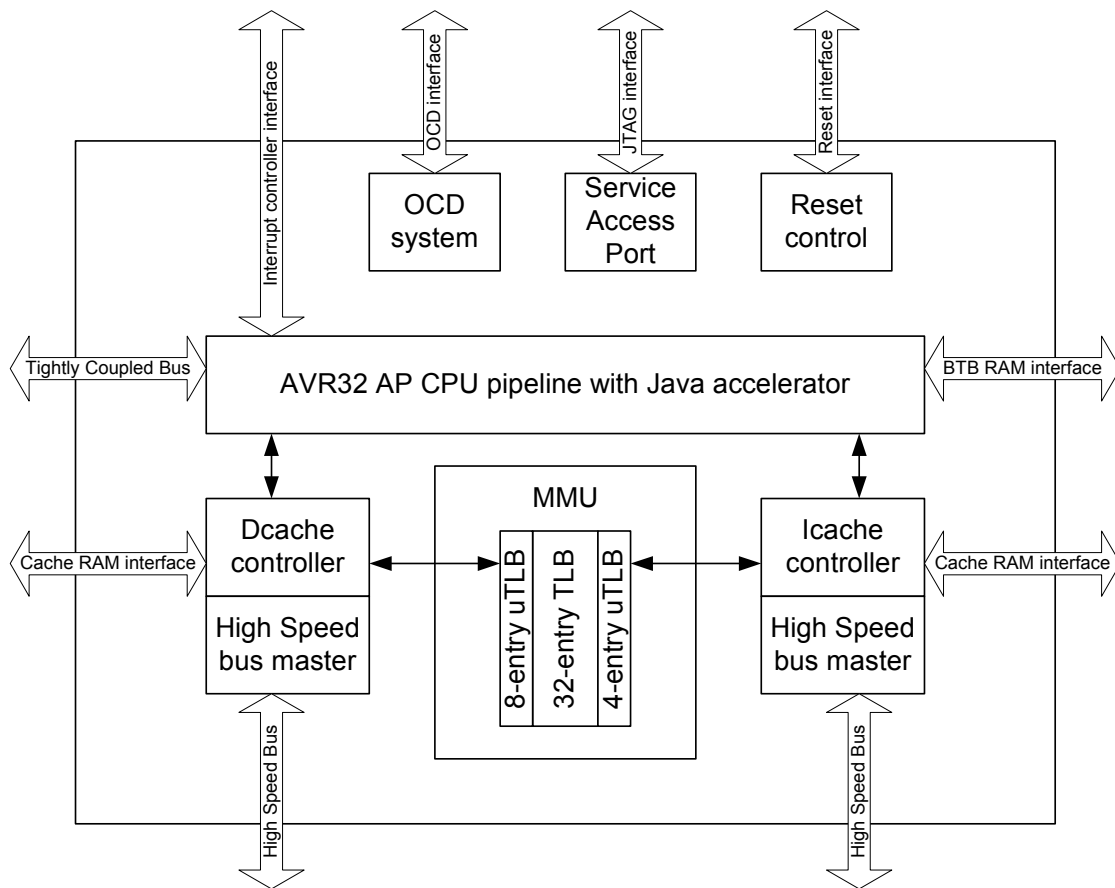 Interrupt controller interface
OCD interface
JTAG interface
Reset interface
OCD
system
Service
Access
Port
Reset
control
Tightly Coupled Bus
AVR32 AP CPU pipeline with Java accelerator
BTB RAM interface
MMU
Cache RAM interface
Dcache
controller
High Speed
bus master
8-entry uTLB
32-entry TLB
4-entry uTLB
Icache
controller
High Speed
bus master
Cache RAM interface
High Speed Bus
High Speed Bus